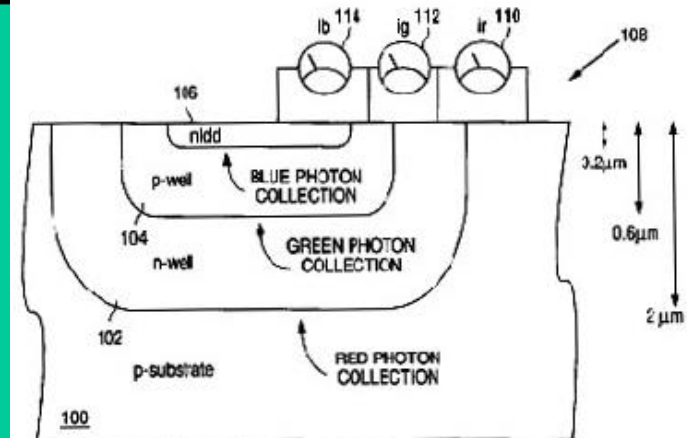 Ib 114
ig 112
ir 110
108
106
nldd
p-well
BLUE PHOTON
COLLECTION
0.2µm
104
GREEN PHOTON
COLLECTION
0.6µm
n-well
2 µm
102
RED PHOTON
COLLECTION
p-substrate
100